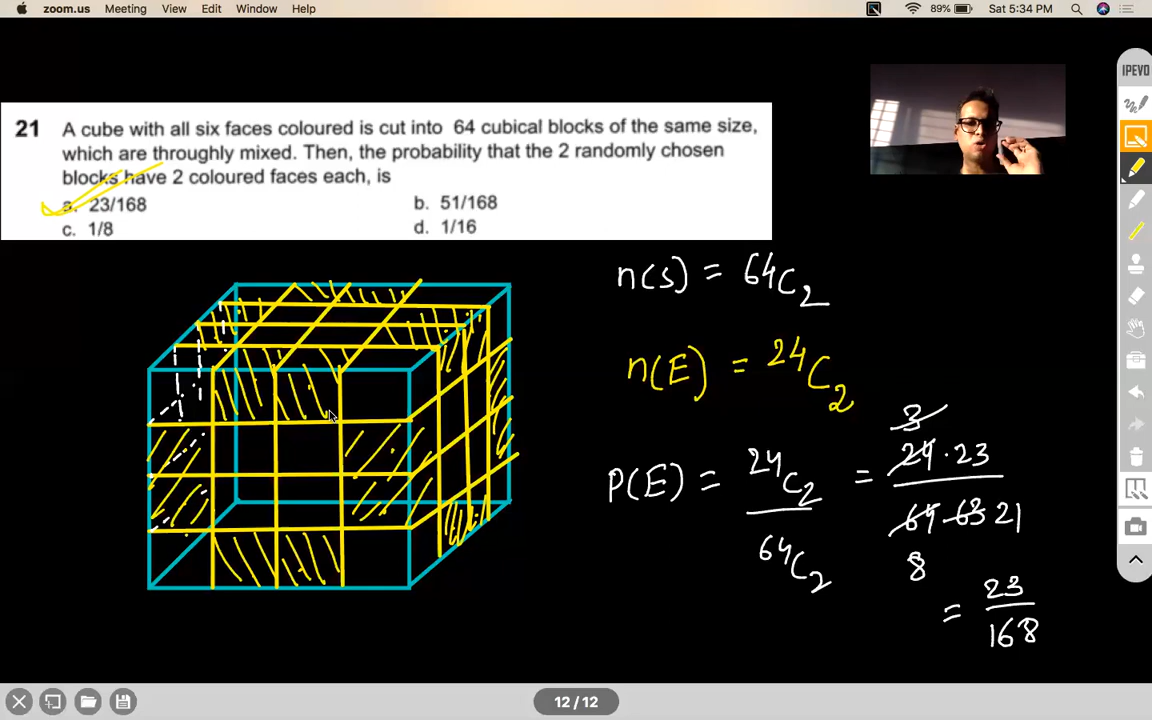 zoom.us Meeting View Edit Window Help 89% Sat 5:34 PM
IPEVO
21 A cube with all six faces coloured is cut into 64 cubical blocks of the same size,
which are throughly mixed. Then, the probability that the 2 randomly chosen
blocks have 2 coloured faces each, is
a. 23/168 b. 51/168
c. 1/8 d. 1/16
n(s) = 64C2
n(E) = 24C2
P(E) = 24C2 / 64C2 = 24 · 23 / 64 · 63
3
21
8
= 23/168
12 / 12